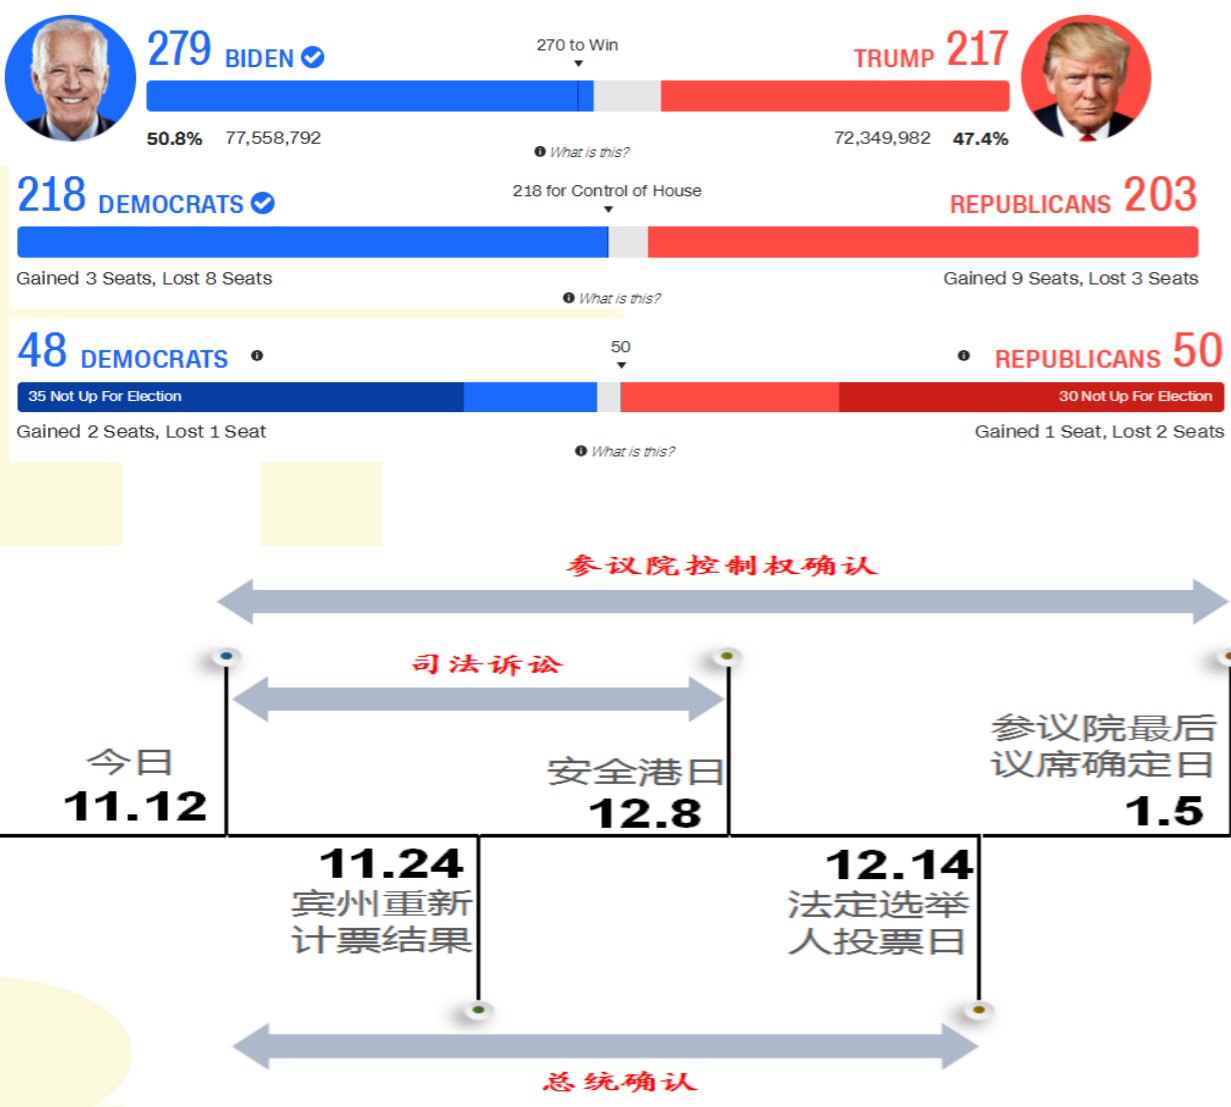 279 BIDEN
270 to Win
TRUMP 217
50.8% 77,558,792
72,349,982 47.4%
What is this?
218 DEMOCRATS
218 for Control of House
REPUBLICANS 203
Gained 3 Seats, Lost 8 Seats
Gained 9 Seats, Lost 3 Seats
What is this?
48 DEMOCRATS
50
REPUBLICANS 50
35 Not Up For Election
30 Not Up For Election
Gained 2 Seats, Lost 1 Seat
Gained 1 Seat, Lost 2 Seats
What is this?
参议院控制权确认
司法诉讼
今日
11.12
安全港日
12.8
参议院最后
议席确定日
1.5
11.24
宾州重新
计票结果
12.14
法定选举
人投票日
总统确认